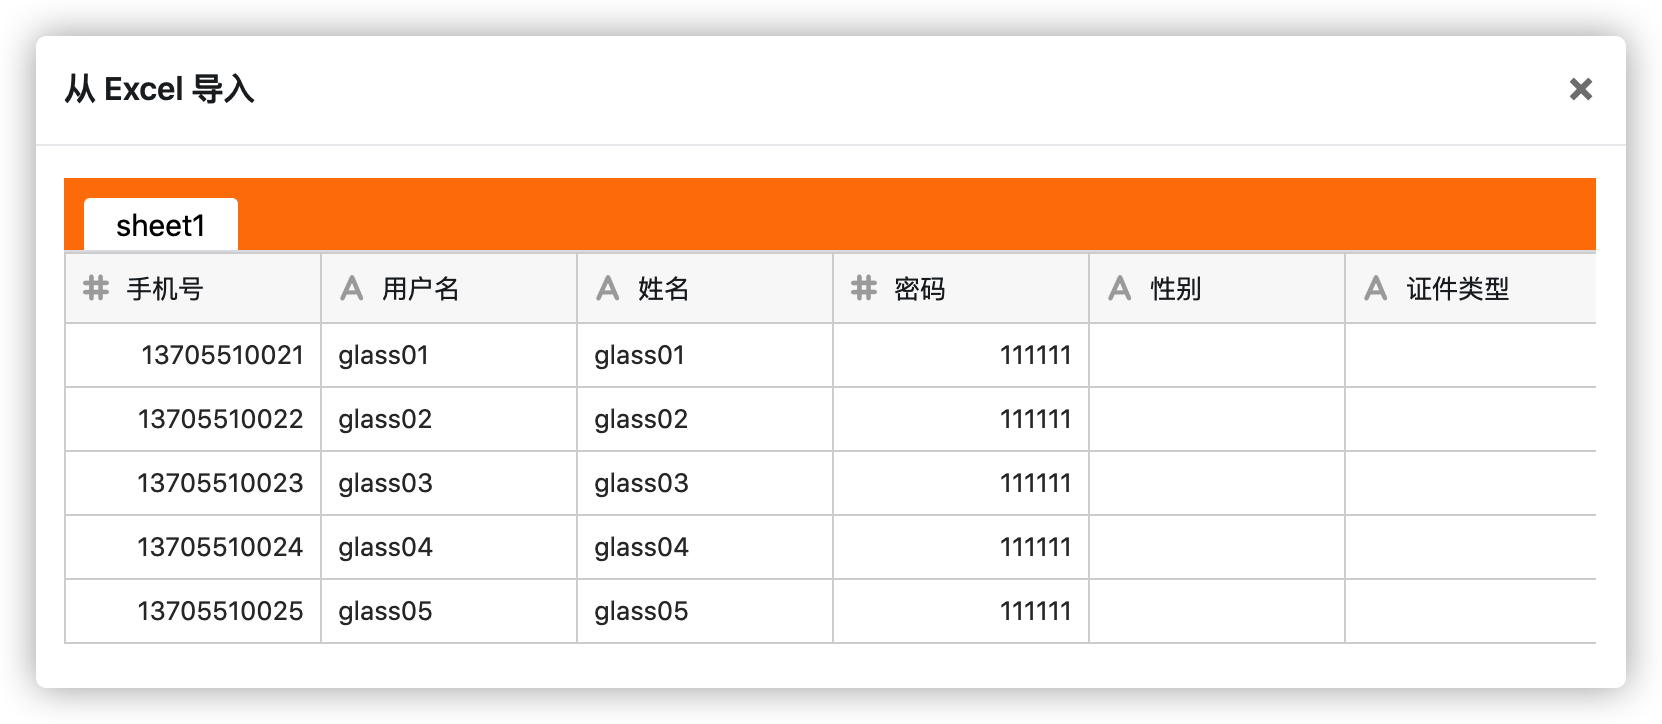 从 Excel 导入
sheet1
手机号 用户名 姓名 密码 性别 证件类型
13705510021 glass01 glass01 111111
13705510022 glass02 glass02 111111
13705510023 glass03 glass03 111111
13705510024 glass04 glass04 111111
13705510025 glass05 glass05 111111